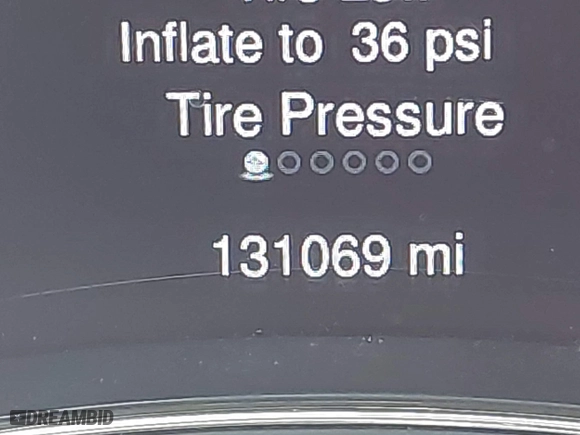 Inflate to 36 psi
Tire Pressure
131069 mi
DREAMBID